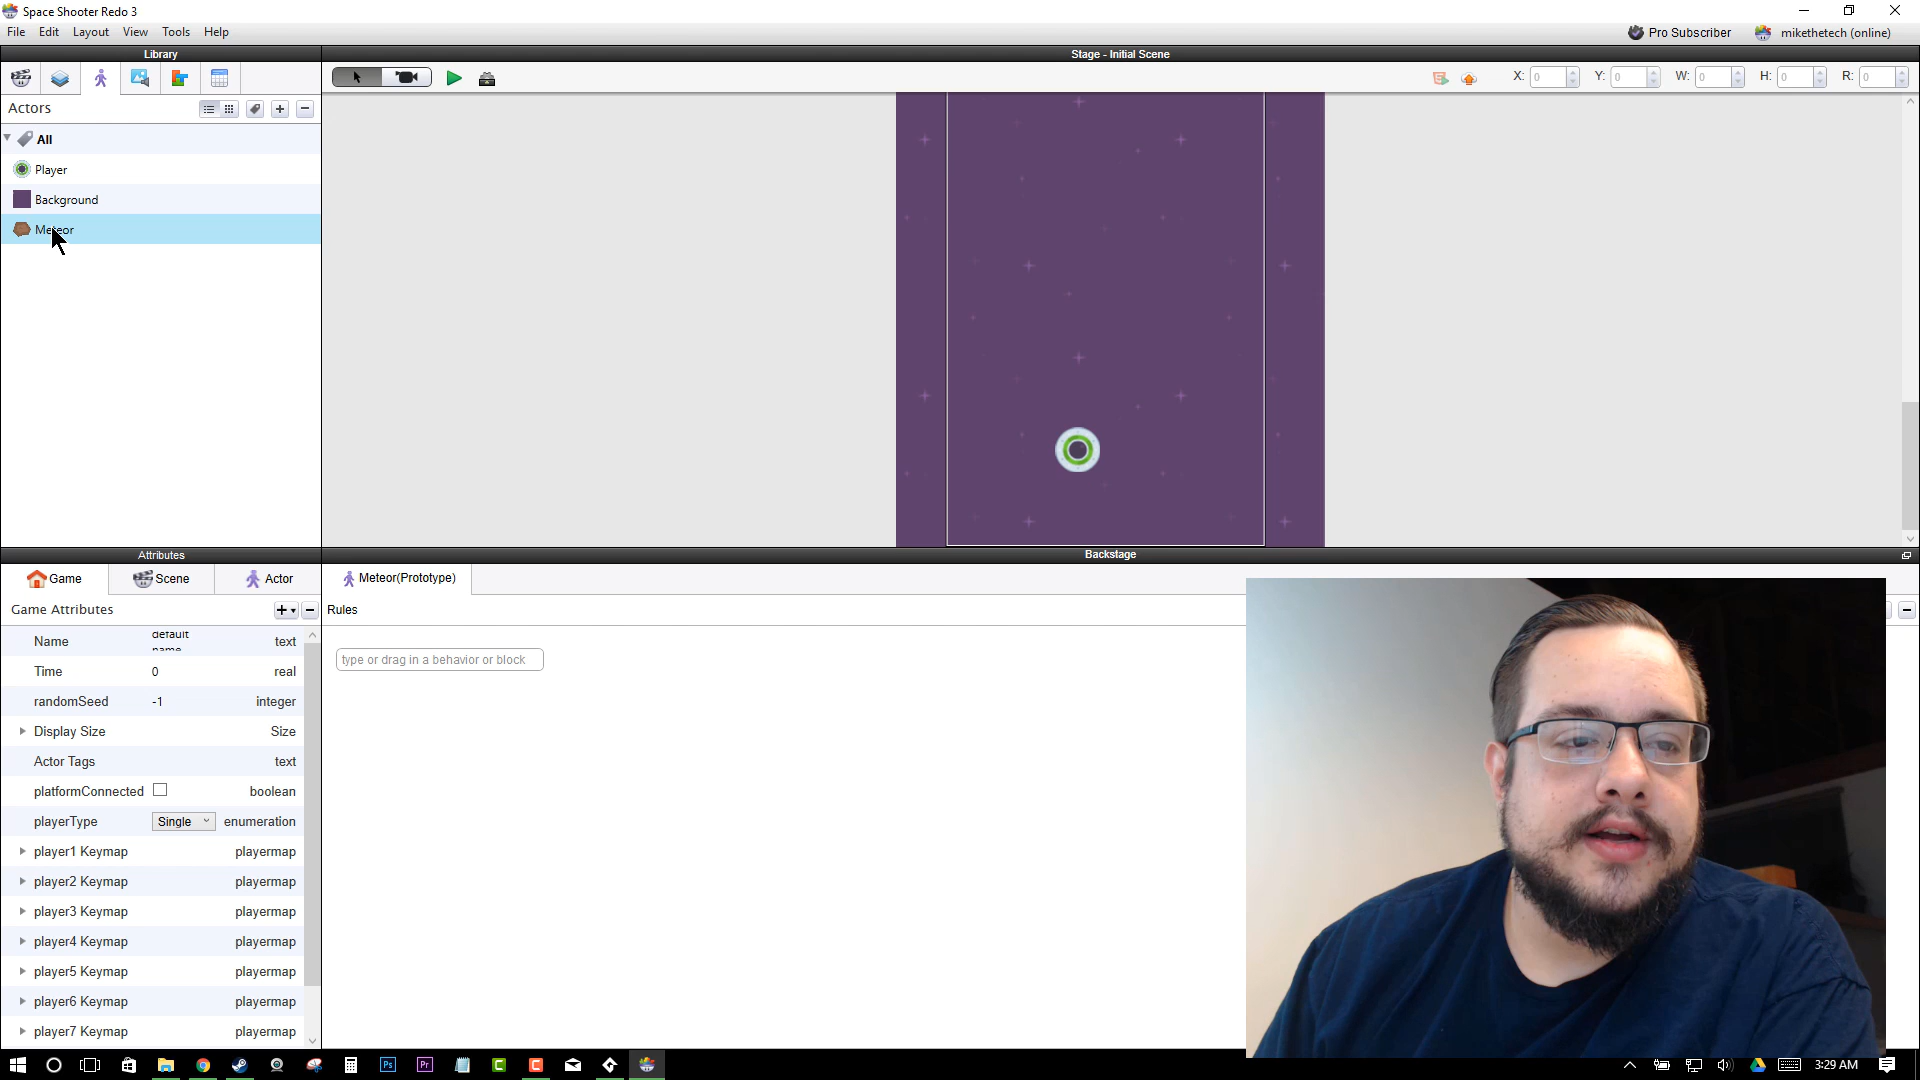 Space Shooter Redo 3
File Edit Layout View Tools Help
Pro Subscriber mikethetech (online)
Library
Stage - Initial Scene
X: 0 Y: 0 W: 0 H: 0 R: 0
Actors
All
Player
Background
Meteor
Attributes
Backstage
Game Scene Actor
Meteor(Prototype)
Game Attributes
Rules
Name default name text
Time 0 real
randomSeed -1 integer
Display Size Size
Actor Tags text
platformConnected boolean
playerType Single enumeration
player1 Keymap playermap
player2 Keymap playermap
player3 Keymap playermap
player4 Keymap playermap
player5 Keymap playermap
player6 Keymap playermap
player7 Keymap playermap
type or drag in a behavior or block
Ps Pr C C
3:29 AM